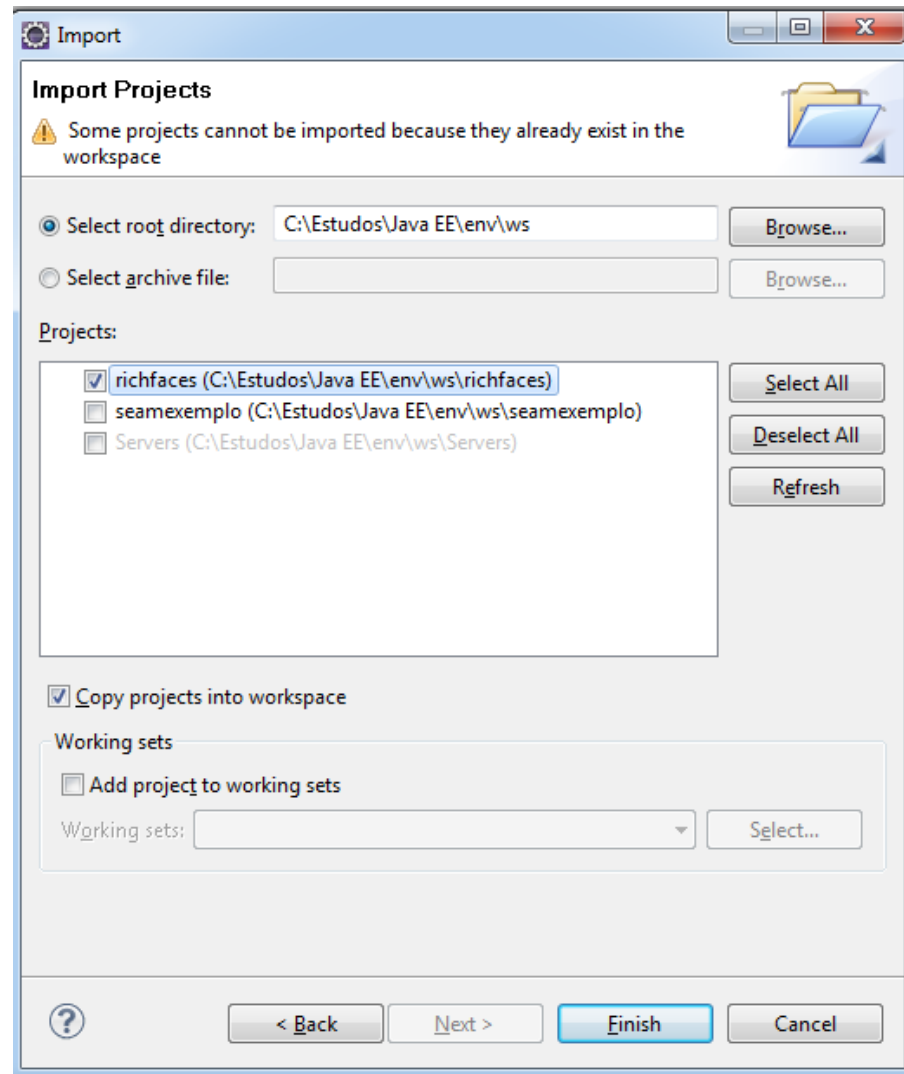 Import
Import Projects
Some projects cannot be imported because they already exist in the
workspace
Select root directory: C:\Estudos\Java EE\env\ws Browse...
Select archive file: Browse...
Projects:
richfaces (C:\Estudos\Java EE\env\ws\richfaces)
Select All
seamexemplo (C:\Estudos\Java EE\env\ws\seamexemplo)
Deselect All
Servers (C:\Estudos\Java EE\env\ws\Servers)
Refresh
Copy projects into workspace
Working sets
Add project to working sets
Working sets: Select...
? < Back Next > Finish Cancel